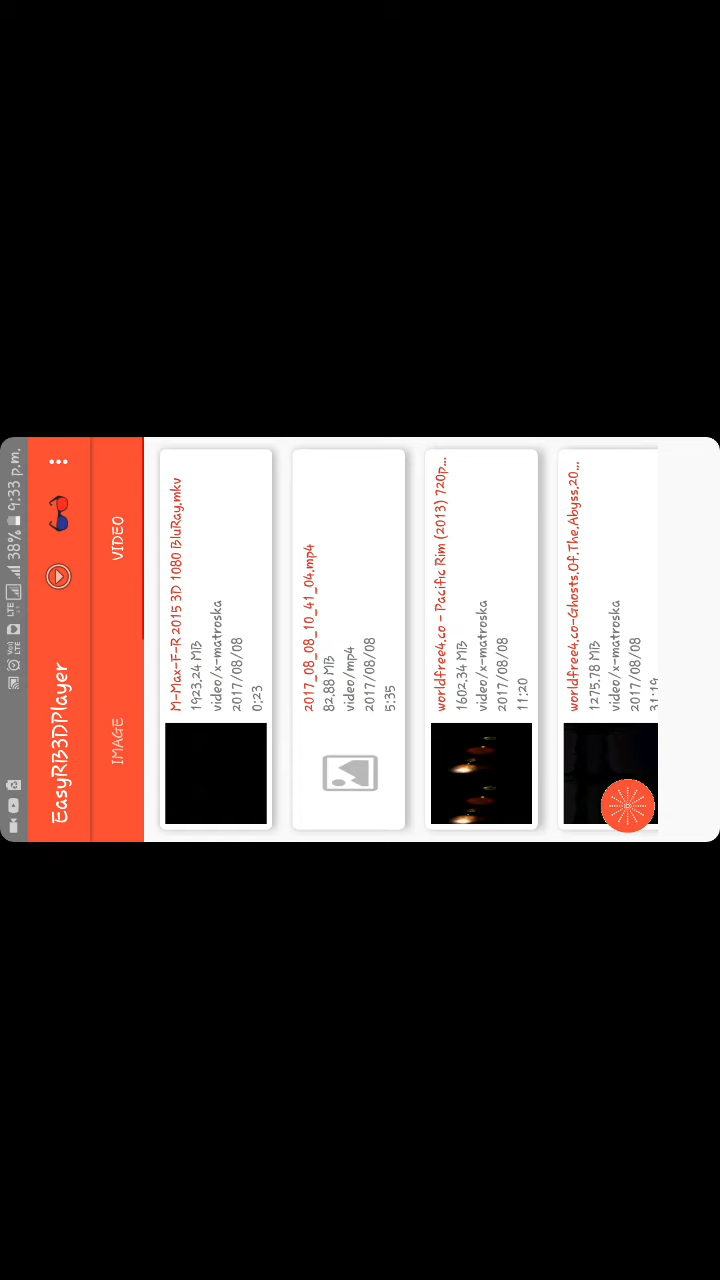 9:33 p.m.
38%
LTE
VoD LTE
EasyRB3DPlayer
IMAGE
VIDEO
M-Max-F-R 2015 3D 1080 BluRay.mkv
1923.24 MB
video/x-matroska
2017/08/08
0:23
2017_08_08_10_41_04.mp4
82.88 MB
video/mp4
2017/08/08
5:35
worldfree4.co - Pacific Rim (2013) 720p...
1602.34 MB
video/x-matroska
2017/08/08
11:20
worldfree4.co-Ghosts.Of.The.Abyss.20...
1275.78 MB
video/x-matroska
2017/08/08